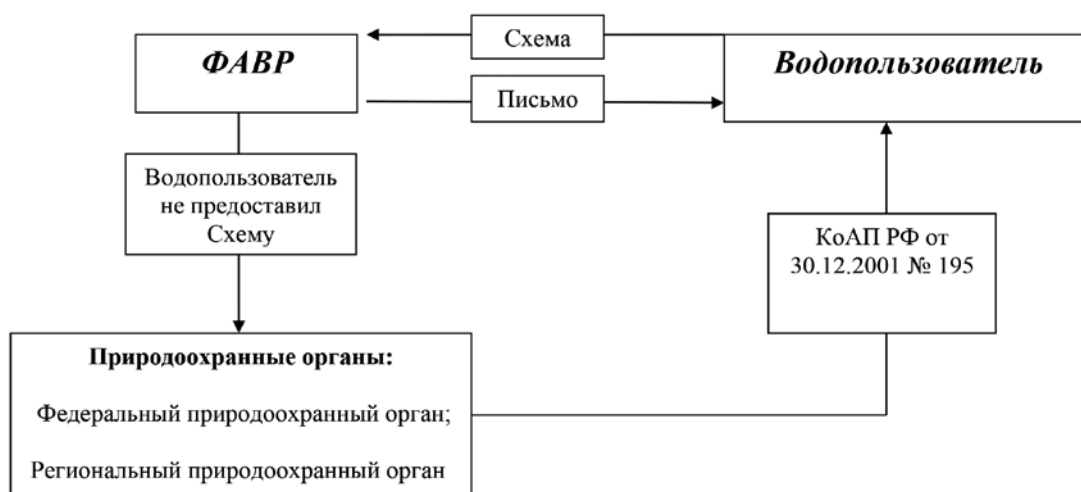 Схема
ФАВР
Водопользователь
Письмо
Водопользователь
не предоставил
Схему
КоАП РФ от
30.12.2001 № 195
Природоохранные органы:
Федеральный природоохранный орган;
Региональный природоохранный орган